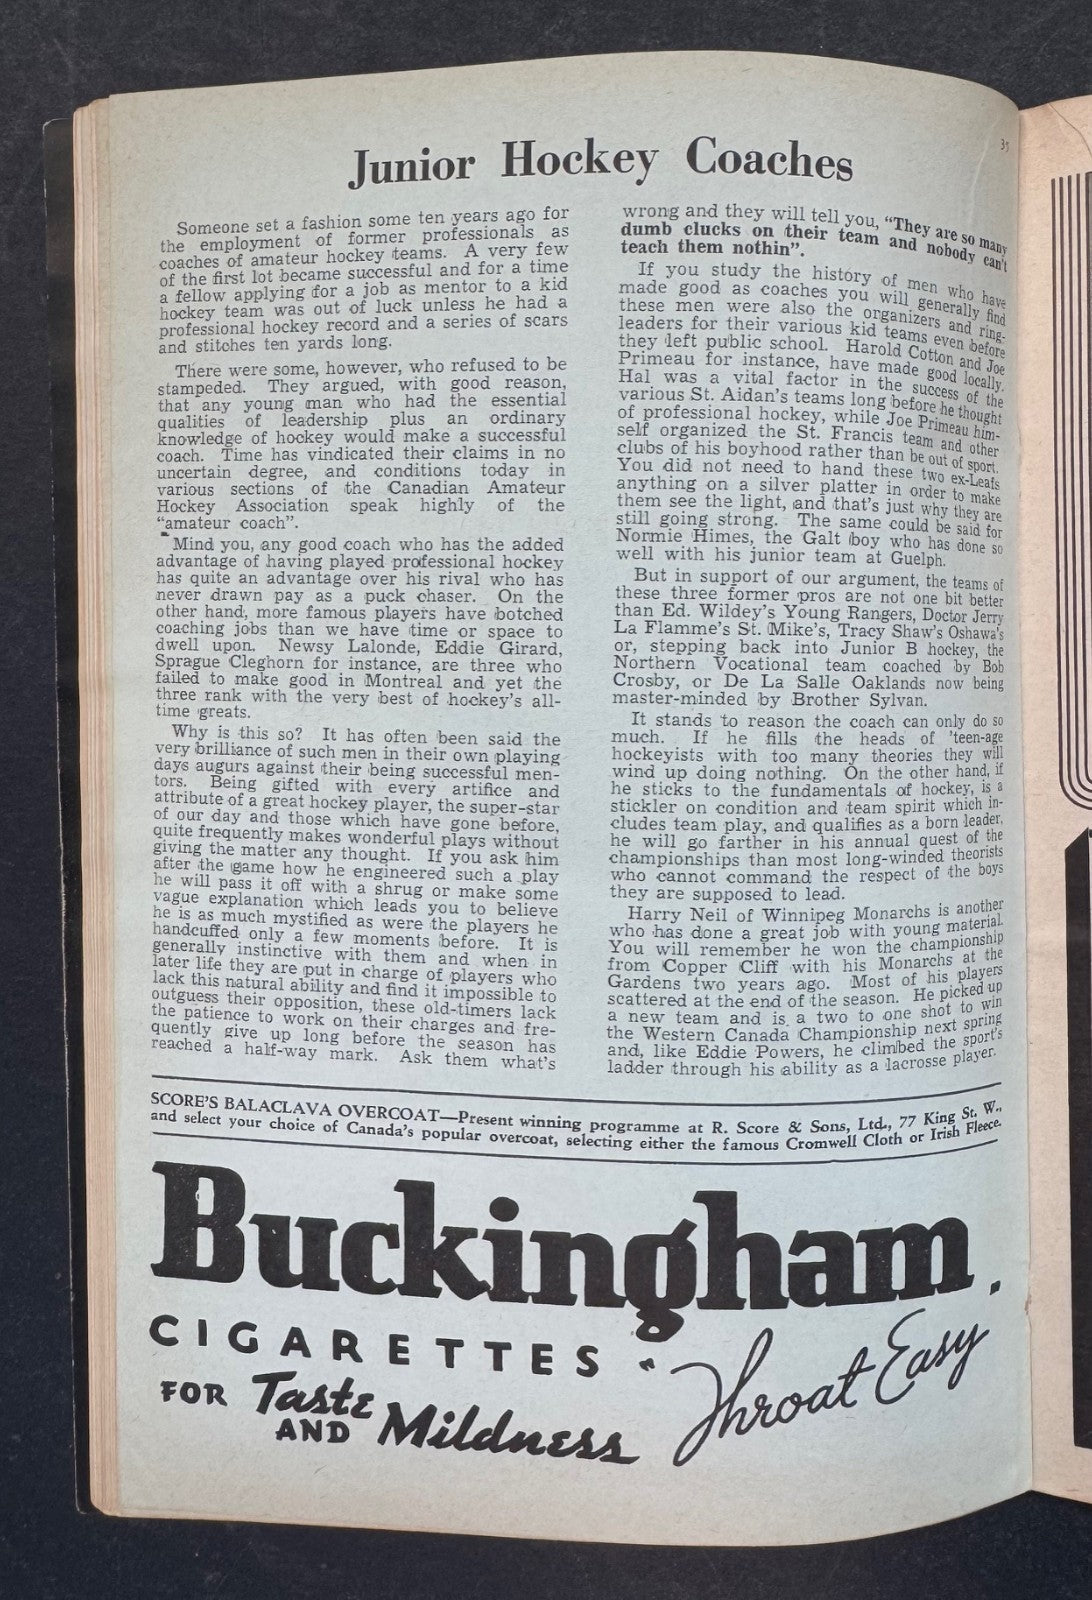 35
Junior Hockey Coaches
Someone set a fashion some ten years ago for
the employment of former professionals as
coaches of amateur hockey teams. A very few
of the first lot became successful and for a time
a fellow applying for a job as mentor to a kid
hockey team was out of luck unless he had a
professional hockey record and a series of scars
and stitches ten yards long.
There were some, however, who refused to be
stampeded. They argued, with good reason,
that any young man who had the essential
qualities of leadership plus an ordinary
knowledge of hockey would make a successful
coach. Time has vindicated their claims in no
uncertain degree, and conditions today in
various sections of the Canadian Amateur
Hockey Association speak highly of the
"amateur coach".
Mind you, any good coach who has the added
advantage of having played professional hockey
has quite an advantage over his rival who has
never drawn pay as a puck chaser. On the
other hand, more famous players have botched
coaching jobs than we have time or space to
dwell upon. Newsy Lalonde, Eddie Girard,
Sprague Cleghorn for instance, are three who
failed to make good in Montreal and yet the
three rank with the very best of hockey's all-
time greats.
Why is this so? It has often been said the
very brilliance of such men in their own playing
days augurs against their being successful men-
tors. Being gifted with every artifice and
attribute of a great hockey player, the super-star
of our day and those which have gone before,
quite frequently makes wonderful plays without
giving the matter any thought. If you ask him
after the game how he engineered such a play
he will pass it off with a shrug or make some
vague explanation which leads you to believe
he is as much mystified as were the players he
handcuffed only a few moments before. It is
generally instinctive with them and when in
later life they are put in charge of players who
lack this natural ability and find it impossible to
outguess their opposition, these old-timers lack
the patience to work on their charges and fre-
quently give up long before the season has
reached a half-way mark. Ask them what's
wrong and they will tell you, "They are so many
dumb clucks on their team and nobody can't
teach them nothin".
If you study the history of men who have
made good as coaches you will generally find
these men were also the organizers and ring-
leaders for their various kid teams even before
they left public school. Harold Cotton and Joe
Primeau for instance, have made good locally.
Hal was a vital factor in the success of the
various St. Aidan's teams long before he thought
of professional hockey, while Joe Primeau him-
self organized the St. Francis team and other
clubs of his boyhood rather than be out of sport.
You did not need to hand these two ex-Leafs
anything on a silver platter in order to make
them see the light, and that's just why they are
still going strong. The same could be said for
Normie Himes, the Galt boy who has done so
well with his junior team at Guelph.
But in support of our argument, the teams of
these three former pros are not one bit better
than Ed. Wildey's Young Rangers, Doctor Jerry
La Flamme's St. Mike's, Tracy Shaw's Oshawa's
or, stepping back into Junior B hockey, the
Northern Vocational team coached by Bob
Crosby, or De La Salle Oaklands now being
master-minded by Brother Sylvan.
It stands to reason the coach can only do so
much. If he fills the heads of 'teen-age
hockeyists with too many theories they will
wind up doing nothing. On the other hand, if
he sticks to the fundamentals of hockey, is a
stickler on condition and team spirit which in-
cludes team play, and qualifies as a born leader,
he will go farther in his annual quest of the
championships than most long-winded theorists
who cannot command the respect of the boys
they are supposed to lead.
Harry Neil of Winnipeg Monarchs is another
who has done a great job with young material.
You will remember he won the championship
from Copper Cliff with his Monarchs at the
Gardens two years ago. Most of his players
scattered at the end of the season. He picked up
a new team and is a two to one shot to win
the Western Canada Championship next spring
and, like Eddie Powers, he climbed the sport's
ladder through his ability as a lacrosse player.
SCORE'S BALACLAVA OVERCOAT—Present winning programme at R. Score & Sons, Ltd., 77 King St. W.,
and select your choice of Canada's popular overcoat, selecting either the famous Cromwell Cloth or Irish Fleece.
Buckingham
CIGARETTES "Throat Easy
FOR Taste
AND Mildness